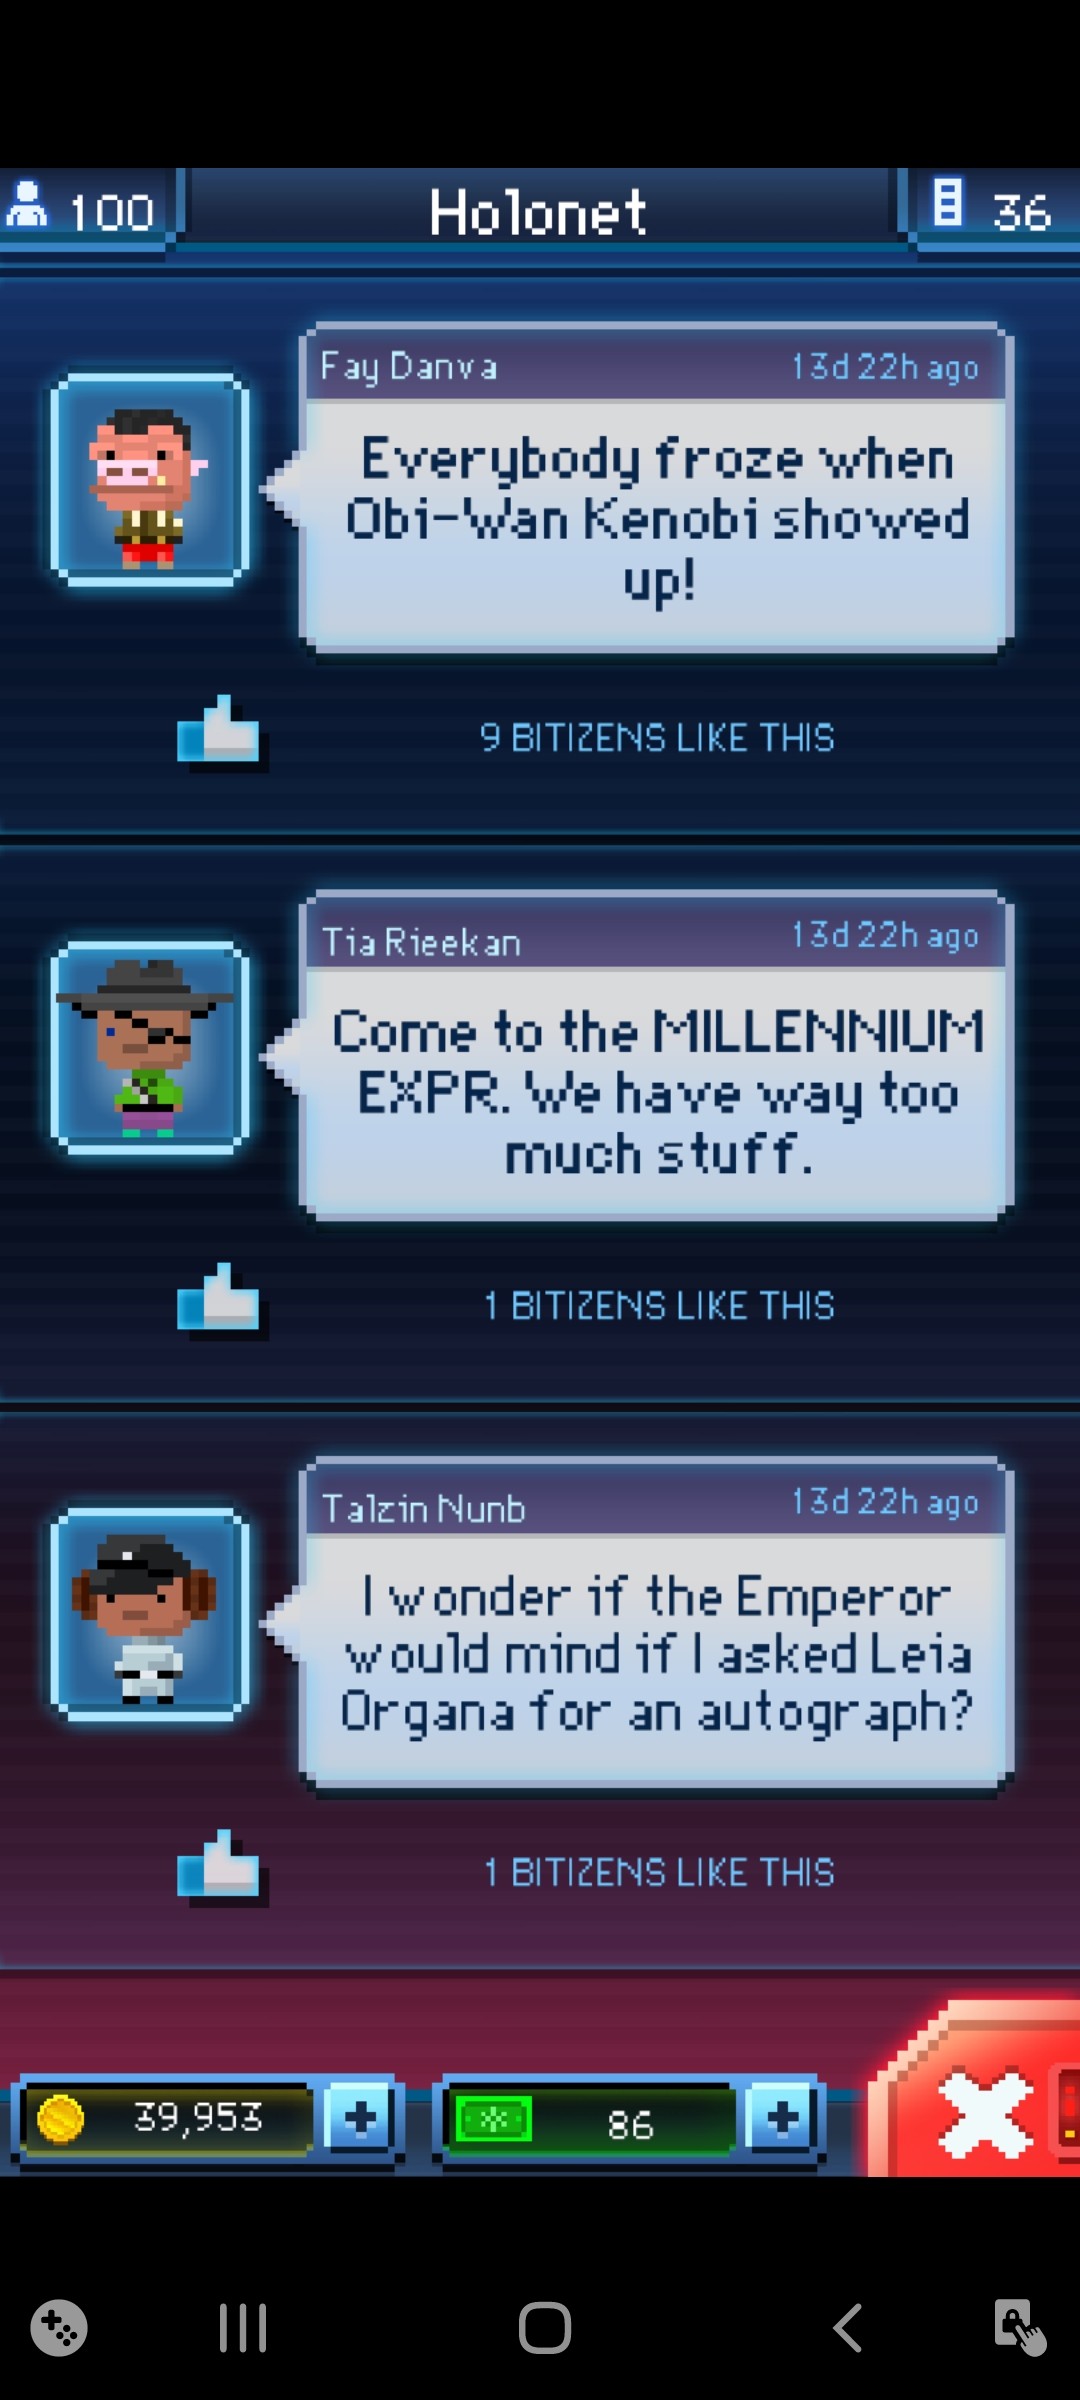 100
Holonet
36
Fay Danva
13d 22h ago
Everybody froze when
Obi-Wan Kenobi showed
up!
9 BITIZENS LIKE THIS
Tia Rieekan
13d 22h ago
Come to the MILLENNIUM
EXPR. We have way too
much stuff.
1 BITIZENS LIKE THIS
Talzin Nunb
13d 22h ago
I wonder if the Emperor
would mind if I asked Leia
Organa for an autograph?
1 BITIZENS LIKE THIS
39,953
86